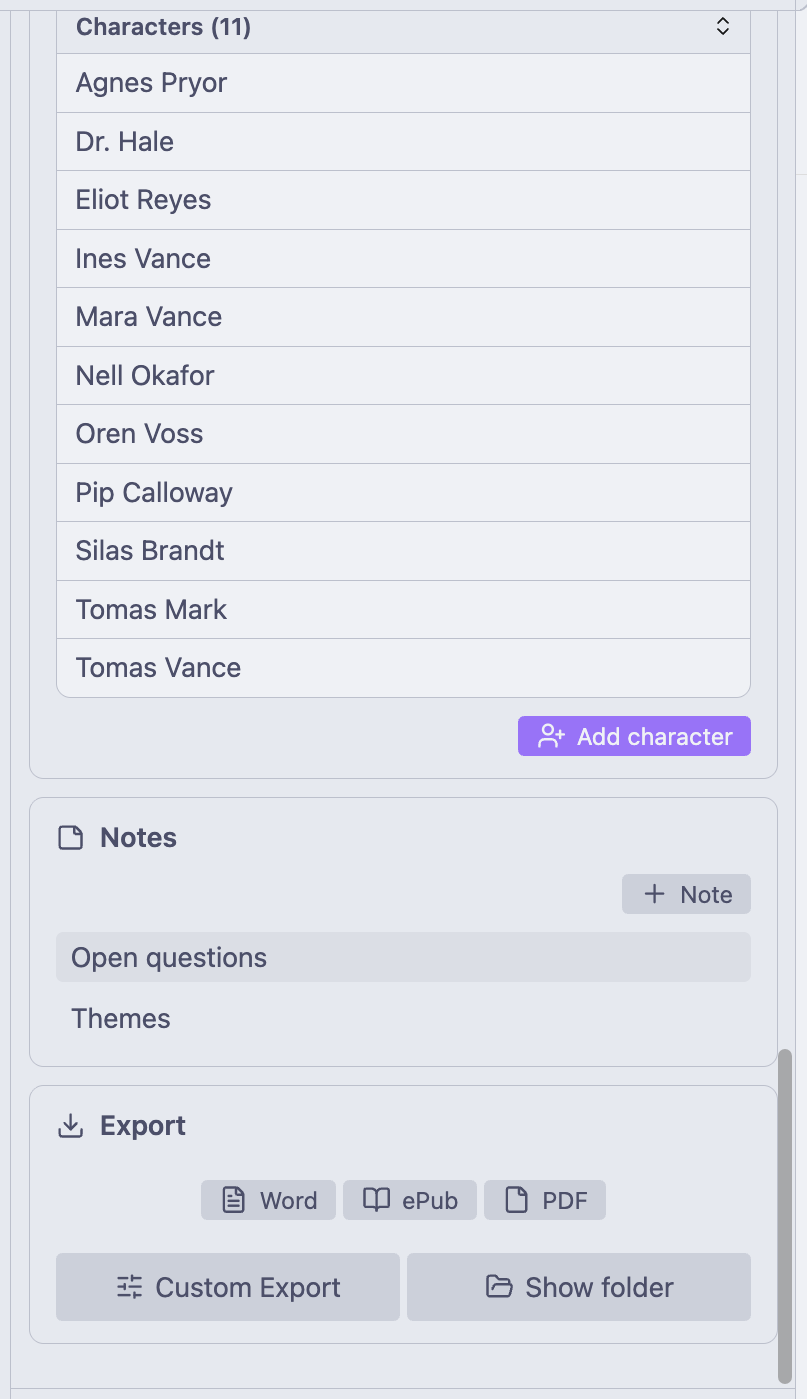 Characters (11)
Agnes Pryor
Dr. Hale
Eliot Reyes
Ines Vance
Mara Vance
Nell Okafor
Oren Voss
Pip Calloway
Silas Brandt
Tomas Mark
Tomas Vance
Add character
Notes
Note
Open questions
Themes
Export
Word ePub PDF
Custom Export Show folder